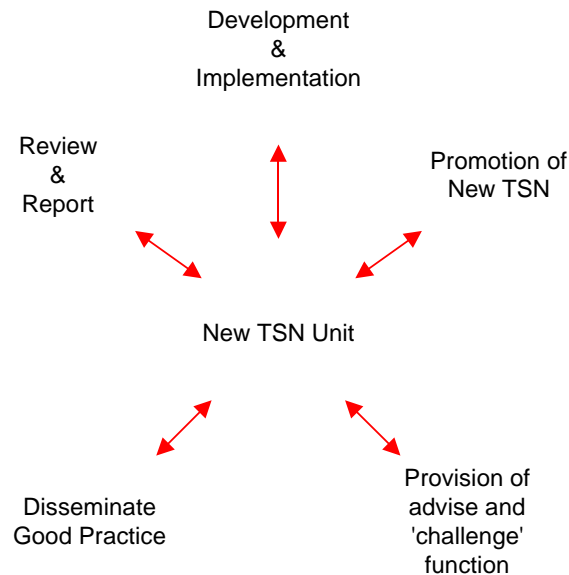 Development
&
Implementation
Review
&
Report
Promotion of
New TSN
New TSN Unit
Disseminate
Good Practice
Provision of
advise and
'challenge'
function